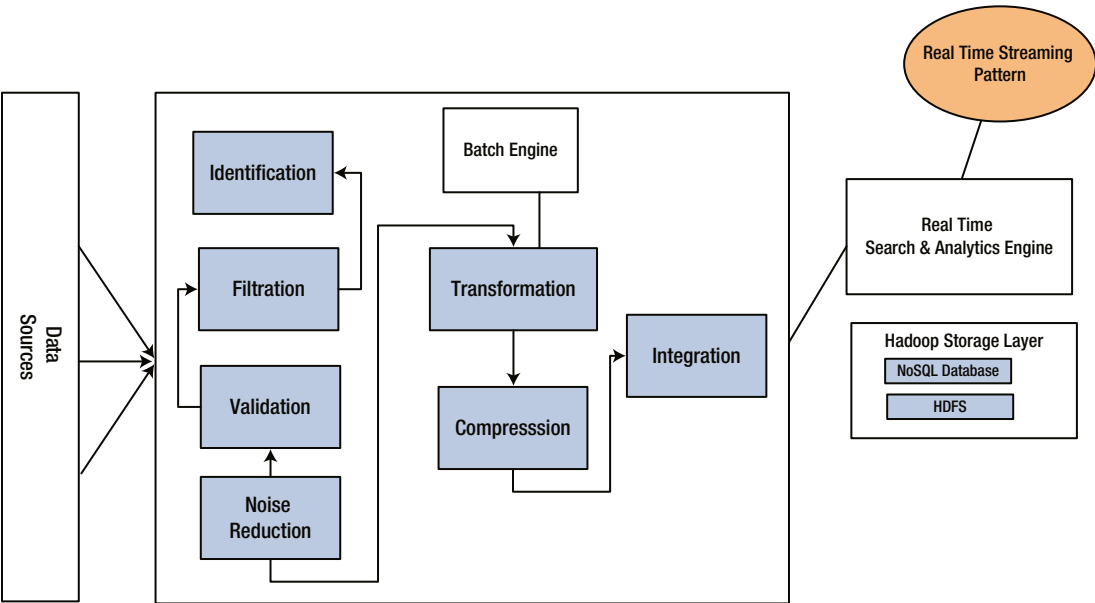 Real Time Streaming
Pattern
Data
Sources
Identification
Filtration
Validation
Noise
Reduction
Batch Engine
Transformation
Compresssion
Integration
Real Time
Search & Analytics Engine
Hadoop Storage Layer
NoSQL Database
HDFS